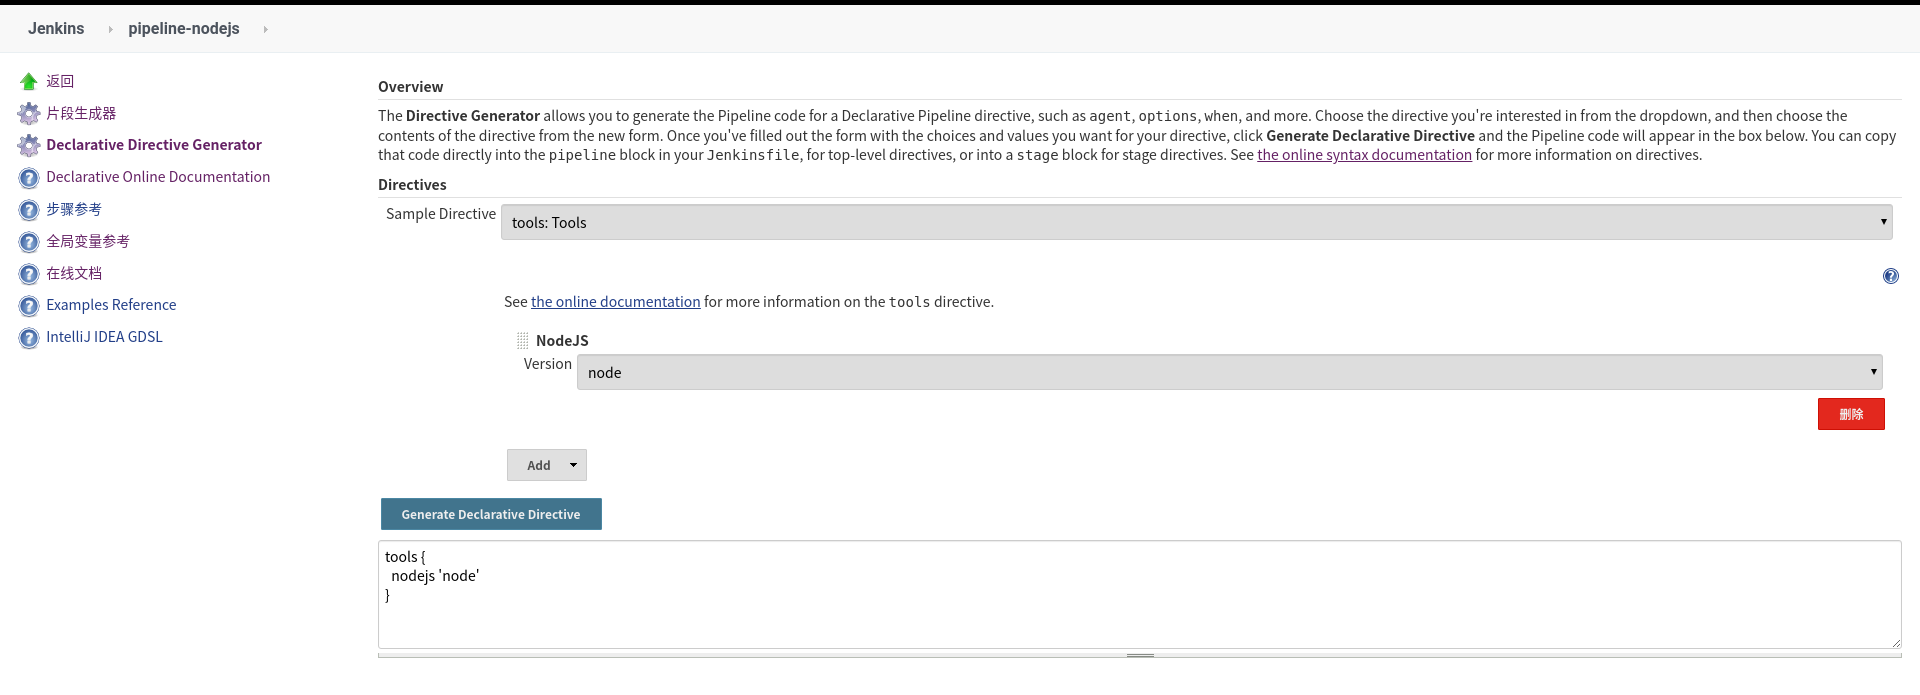 Jenkins
pipeline-nodejs
返回
片段生成器
Declarative Directive Generator
Declarative Online Documentation
步骤参考
全局变量参考
在线文档
Examples Reference
IntelliJ IDEA GDSL
Overview
The Directive Generator allows you to generate the Pipeline code for a Declarative Pipeline directive, such as agent, options, when, and more. Choose the directive you're interested in from the dropdown, and then choose the
contents of the directive from the new form. Once you've filled out the form with the choices and values you want for your directive, click Generate Declarative Directive and the Pipeline code will appear in the box below. You can copy
that code directly into the pipeline block in your Jenkinsfile, for top-level directives, or into a stage block for stage directives. See the online syntax documentation for more information on directives.
Directives
Sample Directive
tools: Tools
See the online documentation for more information on the tools directive.
NodeJS
Version
node
删除
Add
Generate Declarative Directive
tools {
  nodejs 'node'
}